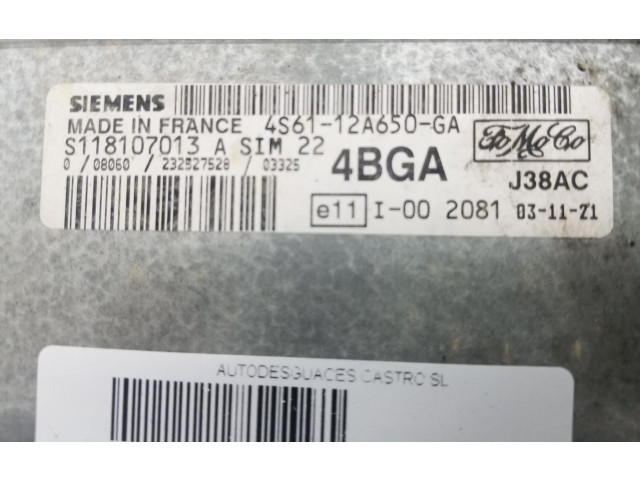 SIEMENS
MADE IN FRANCE 4S61-12A650-GA
S118107013 A SIM 22
0 / 08060 / 232927528 / 03325
4BGA
FoMoCo
J38AC
e11 I-00 2081 03-11-21
AUTODESGUACES CASTRO SL